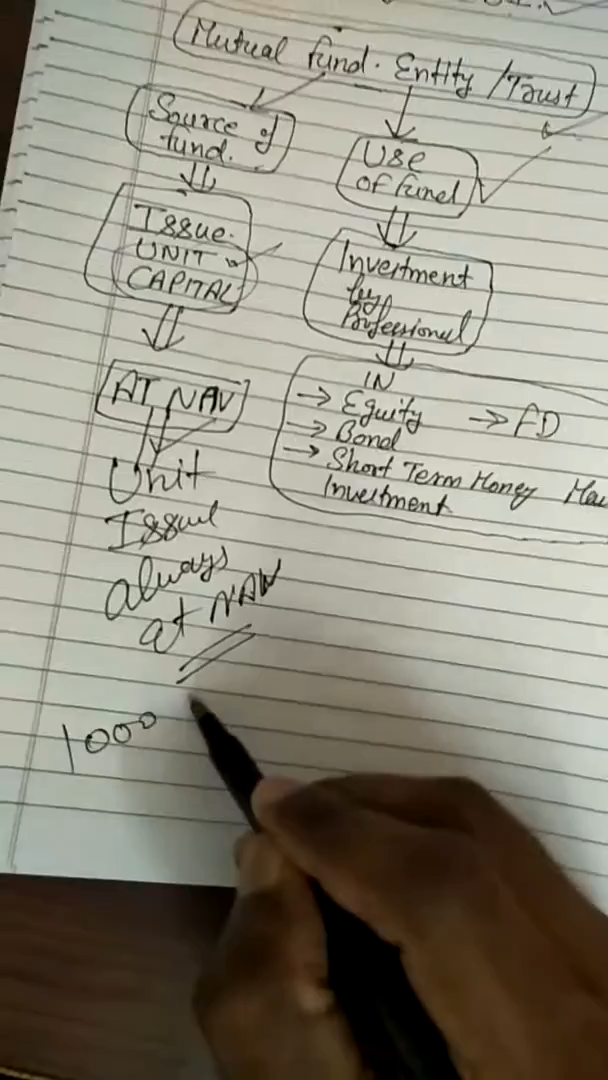 Mutual Fund. Entity /Trust
Source of
fund.
Issue.
UNIT
CAPITAL
AT NAV
Unit
Issue
always
at NAV
1000
Use
of fund
Investment
by
Professional
IN
→ Equity → FD
→ Bond
→ Short Term Money
Investment